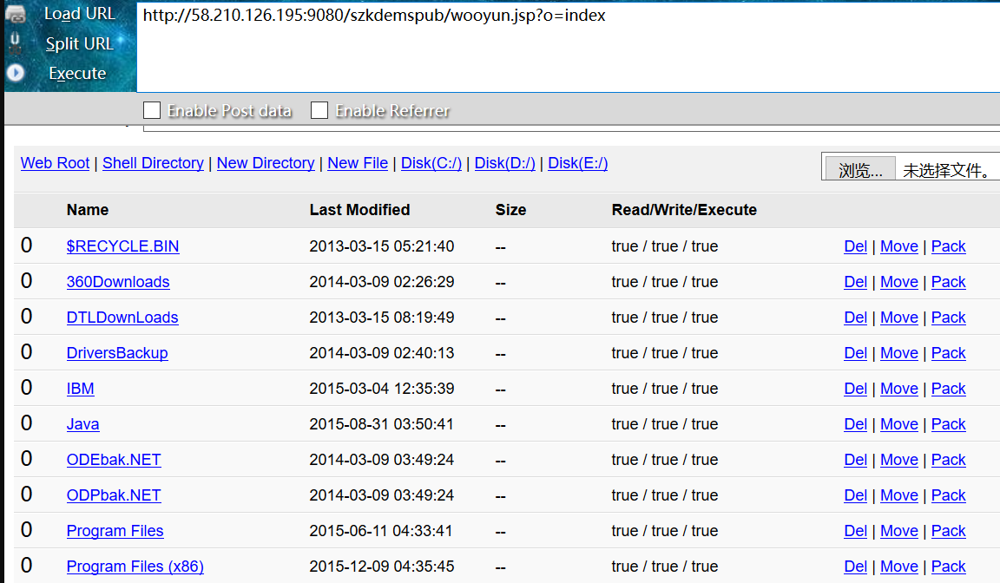 Load URL
http://58.210.126.195:9080/szkdemspub/wooyun.jsp?o=index
Split URL
Execute
Enable Post data Enable Referrer
Web Root | Shell Directory | New Directory | New File | Disk(C:/) | Disk(D:/) | Disk(E:/) 浏览... 未选择文件。
Name Last Modified Size Read/Write/Execute
0 $RECYCLE.BIN 2013-03-15 05:21:40 -- true / true / true Del | Move | Pack
0 360Downloads 2014-03-09 02:26:29 -- true / true / true Del | Move | Pack
0 DTLDownLoads 2013-03-15 08:19:49 -- true / true / true Del | Move | Pack
0 DriversBackup 2014-03-09 02:40:13 -- true / true / true Del | Move | Pack
0 IBM 2015-03-04 12:35:39 -- true / true / true Del | Move | Pack
0 Java 2015-08-31 03:50:41 -- true / true / true Del | Move | Pack
0 ODEbak.NET 2014-03-09 03:49:24 -- true / true / true Del | Move | Pack
0 ODPbak.NET 2014-03-09 03:49:24 -- true / true / true Del | Move | Pack
0 Program Files 2015-06-11 04:33:41 -- true / true / true Del | Move | Pack
0 Program Files (x86) 2015-12-09 04:35:45 -- true / true / true Del | Move | Pack